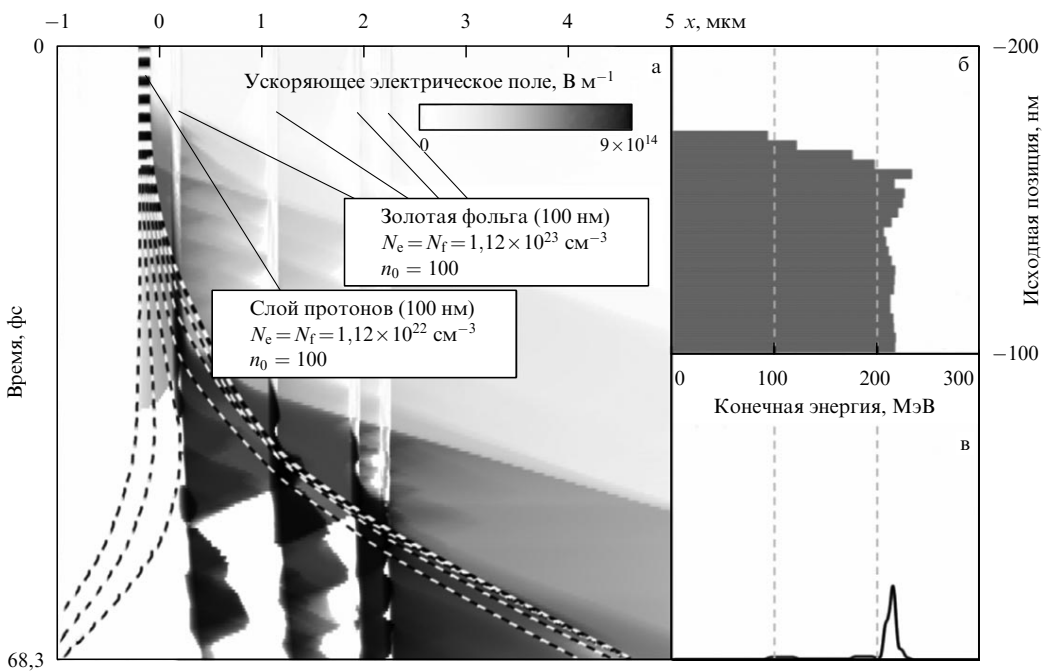 −1 0 1 2 3 4 5 x, мкм
0
−200
а
б
Ускоряющее электрическое поле, В м⁻¹
0 9 × 10¹⁴
Золотая фольга (100 нм)
Nₑ = N_f = 1,12 × 10²³ см⁻³
n₀ = 100
Слой протонов (100 нм)
Nₑ = N_f = 1,12 × 10²² см⁻³
n₀ = 100
Время, фс
Исходная позиция, нм
−100
0 100 200 300
Конечная энергия, МэВ
в
68,3